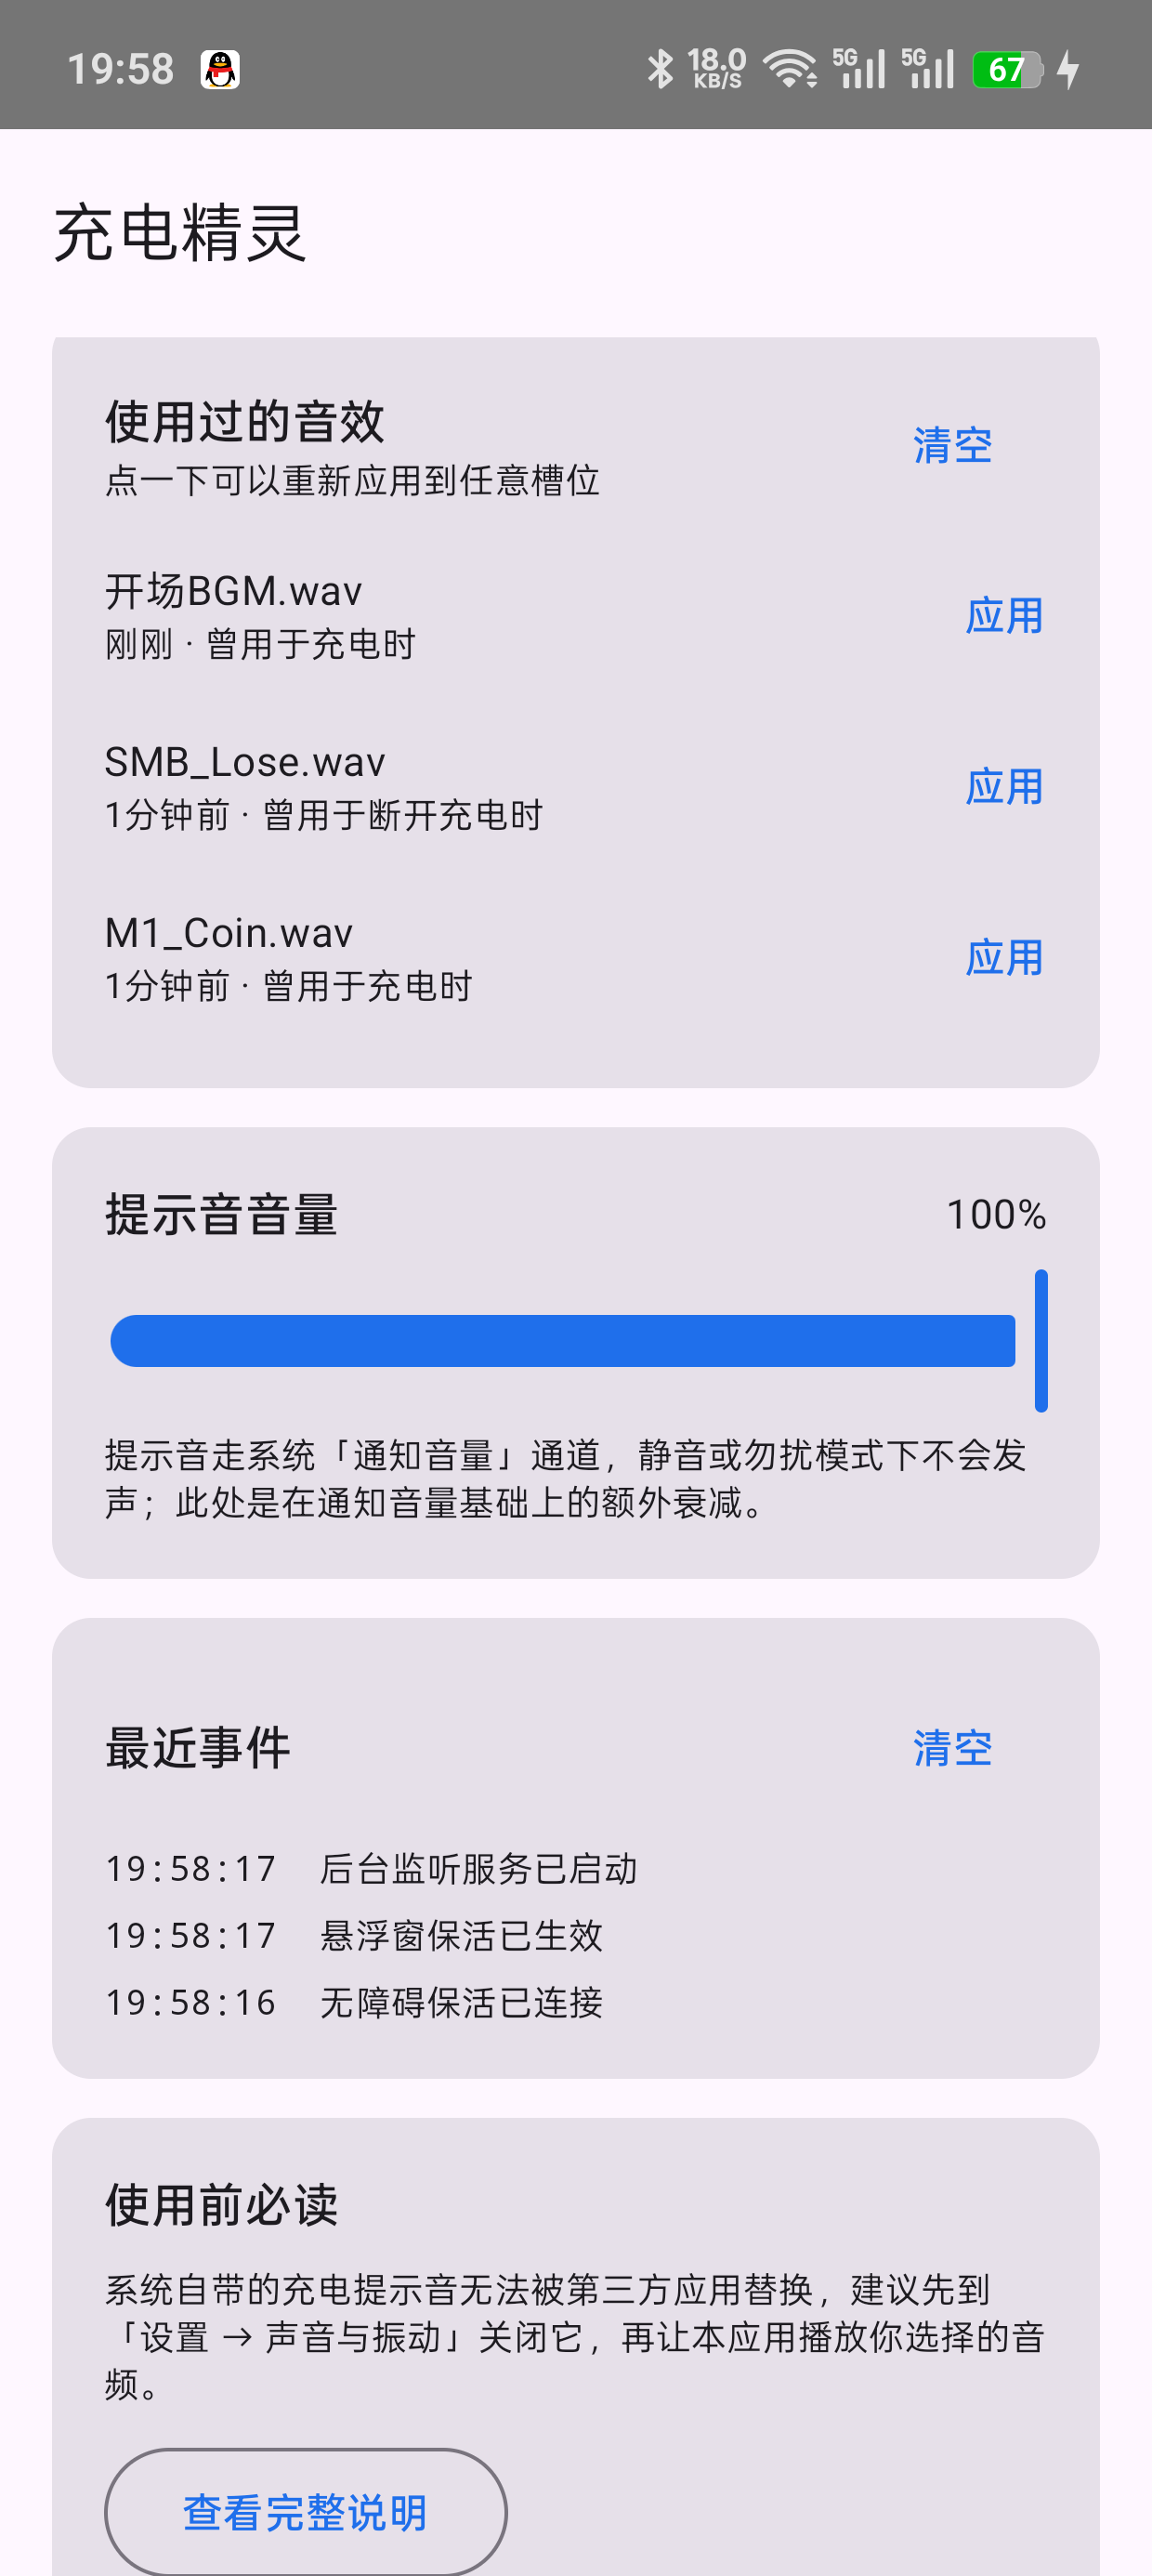 19:58
18.0
KB/S
5G
5G
67
充电精灵
使用过的音效
清空
点一下可以重新应用到任意槽位
开场BGM.wav
应用
刚刚 · 曾用于充电时
SMB_Lose.wav
应用
1分钟前 · 曾用于断开充电时
M1_Coin.wav
应用
1分钟前 · 曾用于充电时
提示音音量
100%
提示音走系统「通知音量」通道，静音或勿扰模式下不会发
声；此处是在通知音量基础上的额外衰减。
最近事件
清空
19:58:17 后台监听服务已启动
19:58:17 悬浮窗保活已生效
19:58:16 无障碍保活已连接
使用前必读
系统自带的充电提示音无法被第三方应用替换，建议先到
「设置 → 声音与振动」关闭它，再让本应用播放你选择的音
频。
查看完整说明